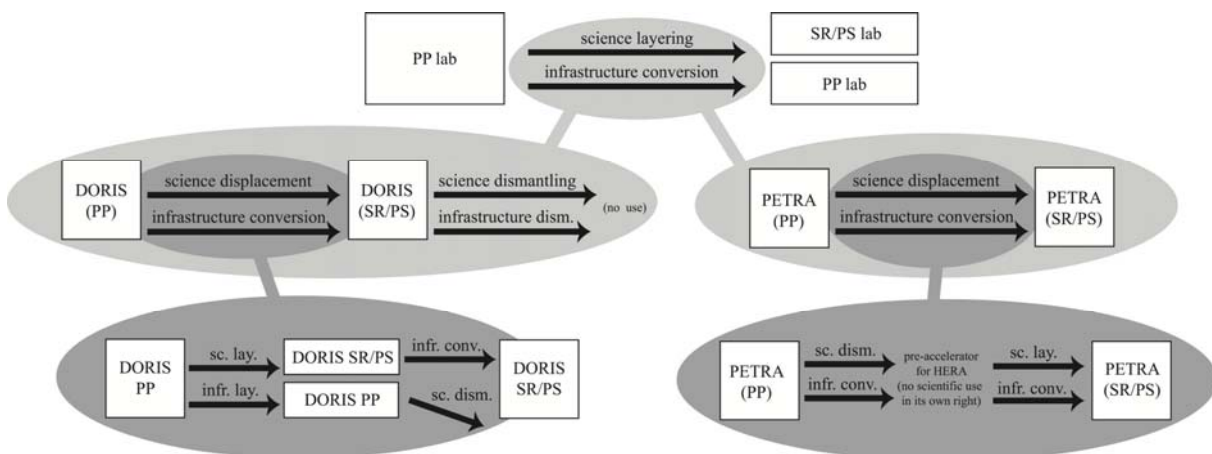 PP lab
science layering
infrastructure conversion
SR/PS lab
PP lab
DORIS
(PP)
science displacement
infrastructure conversion
DORIS
(SR/PS)
science dismantling
infrastructure dism.
(no use)
PETRA
(PP)
science displacement
infrastructure conversion
PETRA
(SR/PS)
DORIS
PP
sc. lay.
infr. lay.
DORIS SR/PS
DORIS PP
infr. conv.
sc. dism.
DORIS
SR/PS
PETRA
(PP)
sc. dism.
infr. conv.
pre-accelerator
for HERA
(no scientific use
in its own right)
sc. lay.
infr. conv.
PETRA
(SR/PS)